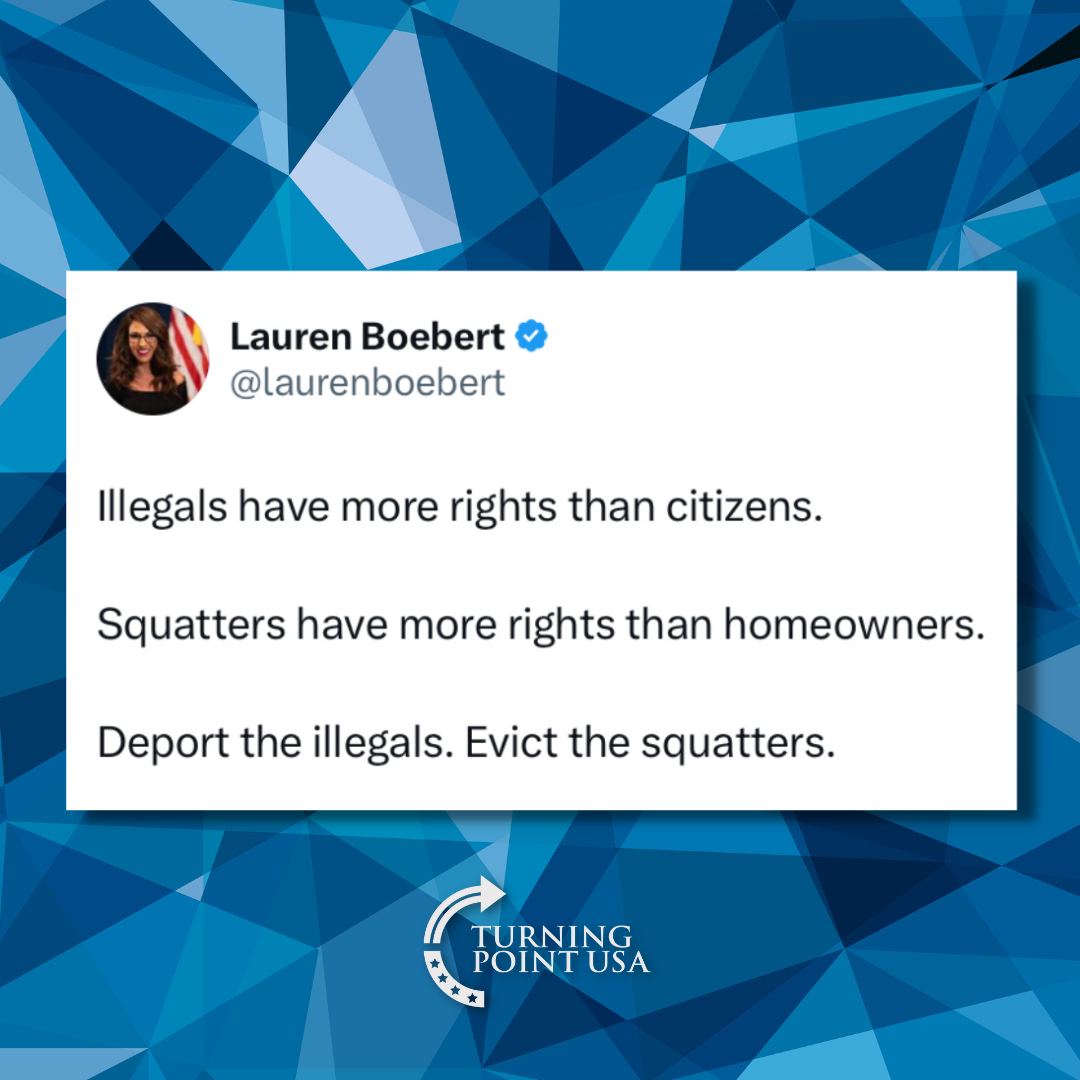 Lauren Boebert
@laurenboebert
Illegals have more rights than citizens.
Squatters have more rights than homeowners.
Deport the illegals. Evict the squatters.
TURNING
POINT USA